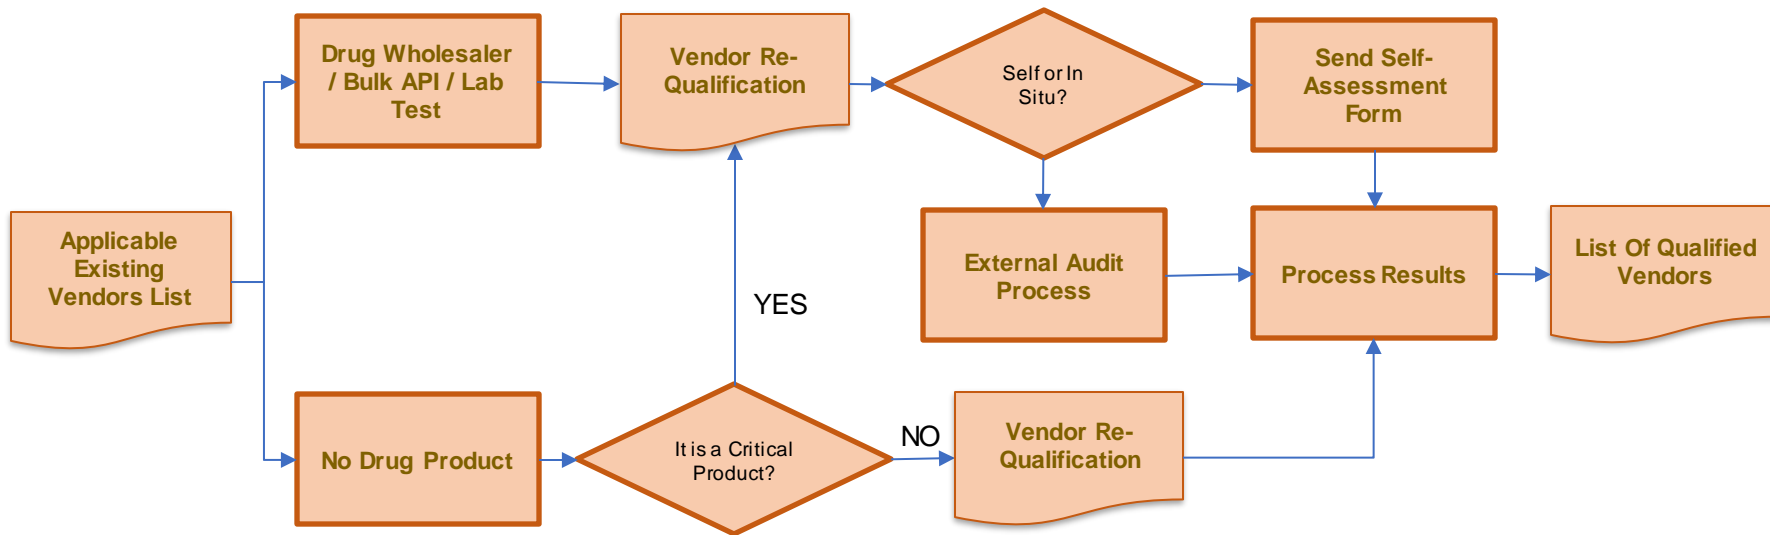 Drug Wholesaler
/ Bulk API / Lab
Test
Vendor Re-
Qualification
Self or In
Situ?
Send Self-
Assessment
Form
Applicable
Existing
Vendors List
External Audit
Process
Process Results
List Of Qualified
Vendors
YES
No Drug Product
It is a Critical
Product?
NO
Vendor Re-
Qualification